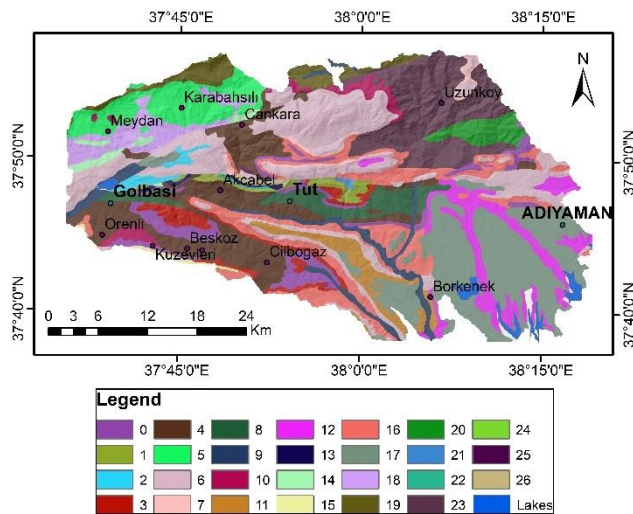 37°45'0"E 38°0'0"E 38°15'0"E
N
37°50'0"N 37°50'0"N
37°40'0"N 37°40'0"N
Karabahsılı
Uzunkoy
Meydan
Cankara
Akcabel
Golbasi
Tut
ADIYAMAN
Orenli
Beskoz
Kuzevleri
Cilbogaz
Borkenek
0 3 6 12 18 24
Km
37°45'0"E 38°0'0"E 38°15'0"E
Legend
0 4 8 12 16 20 24
1 5 9 13 17 21 25
2 6 10 14 18 22 26
3 7 11 15 19 23 Lakes